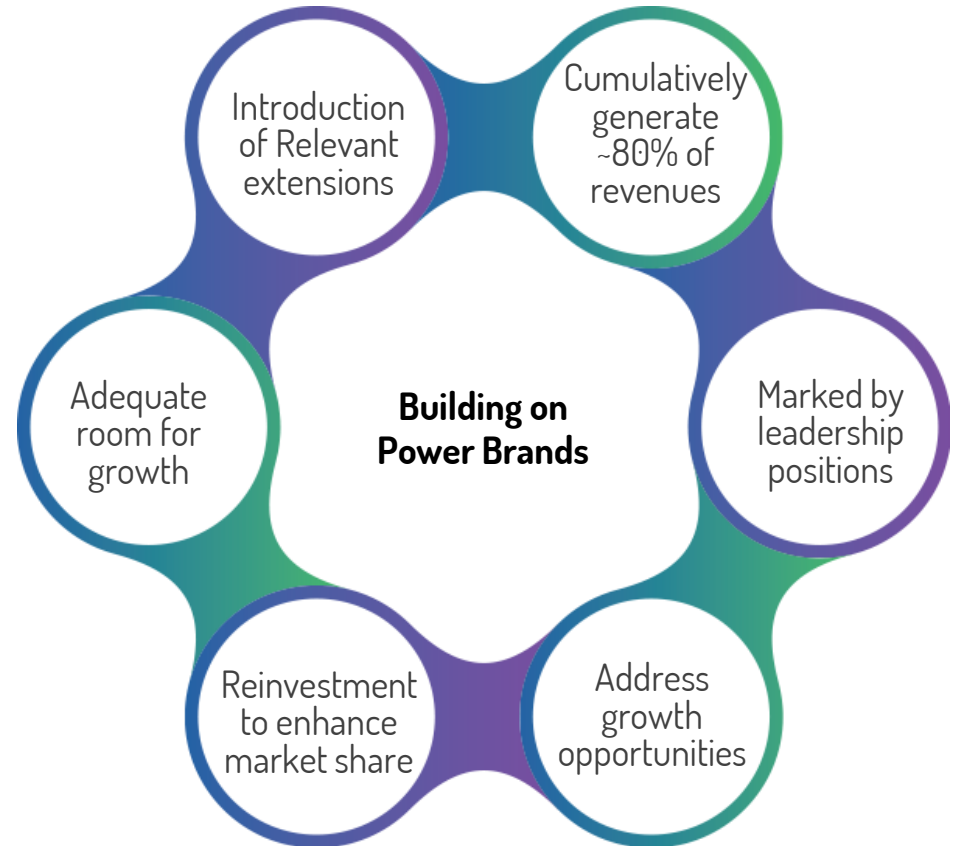 Introduction
of Relevant
extensions
Cumulatively
generate
~80% of
revenues
Adequate
room for
growth
Building on
Power Brands
Marked by
leadership
positions
Reinvestment
to enhance
market share
Address
growth
opportunities